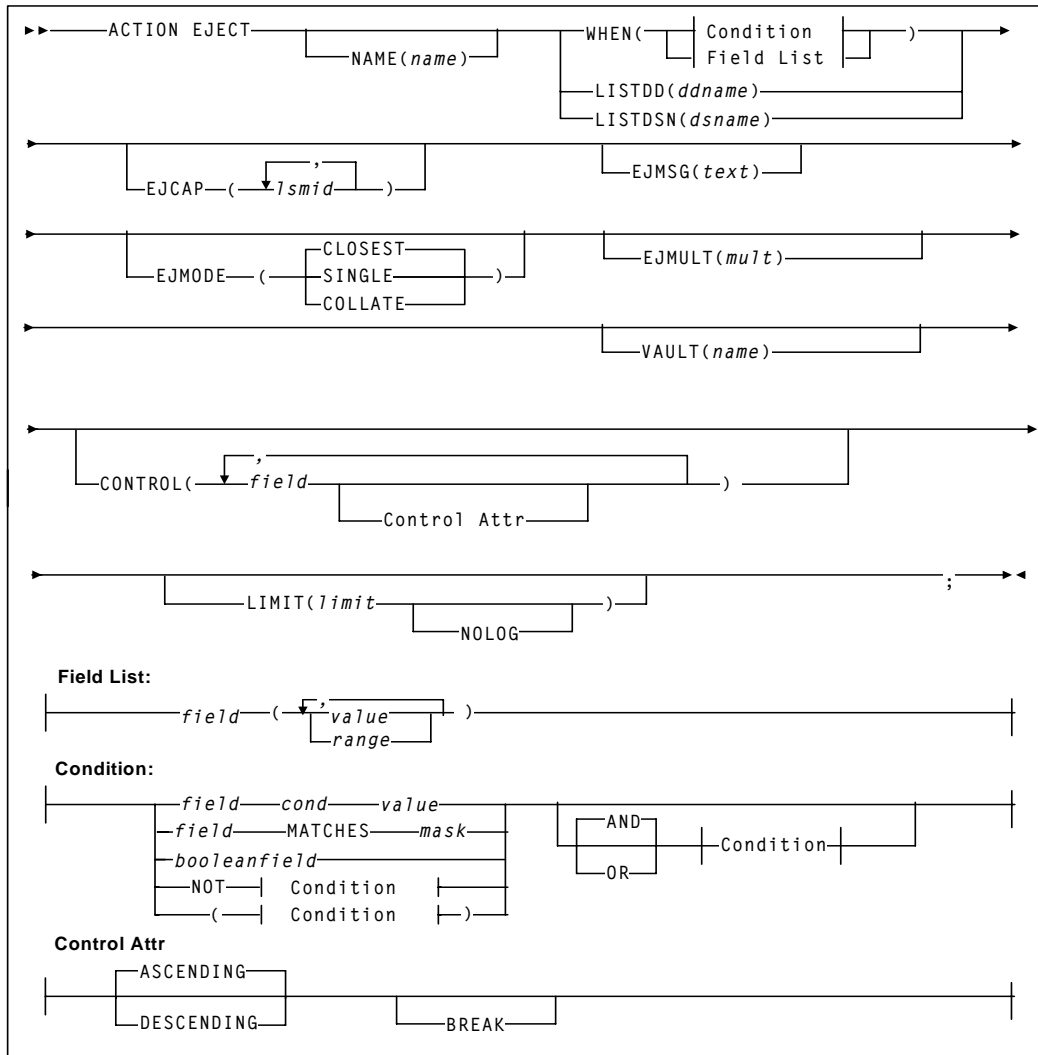 ACTION EJECT
NAME(name)
WHEN( Condition )
Field List
LISTDD(ddname)
LISTDSN(dsname)
EJCAP ( lsmid , )
EJMSG(text)
EJMODE ( CLOSEST )
SINGLE
COLLATE
EJMULT(mult)
VAULT(name)
,
CONTROL( field )
Control Attr
LIMIT(limit )
NOLOG
;
Field List:
,
field ( value )
range
Condition:
field cond value
field MATCHES mask
booleanfield
NOT Condition
( Condition )
AND
OR
Condition
Control Attr
ASCENDING
DESCENDING
BREAK